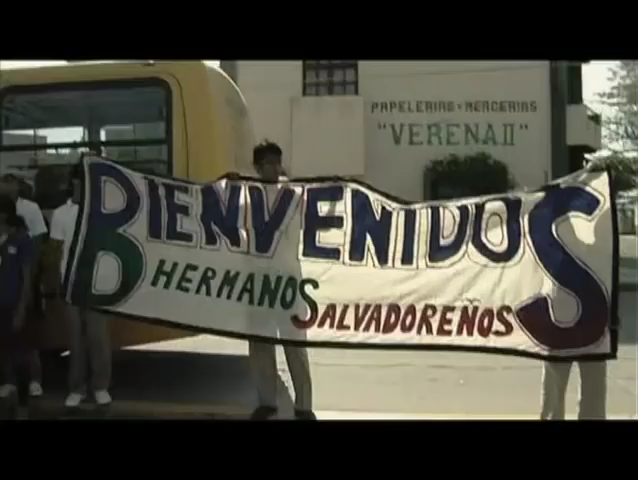 PAPELERIAS Y MERCERIAS
"VERENA II"
BIENVENIDOS
HERMANOS SALVADOREÑOS